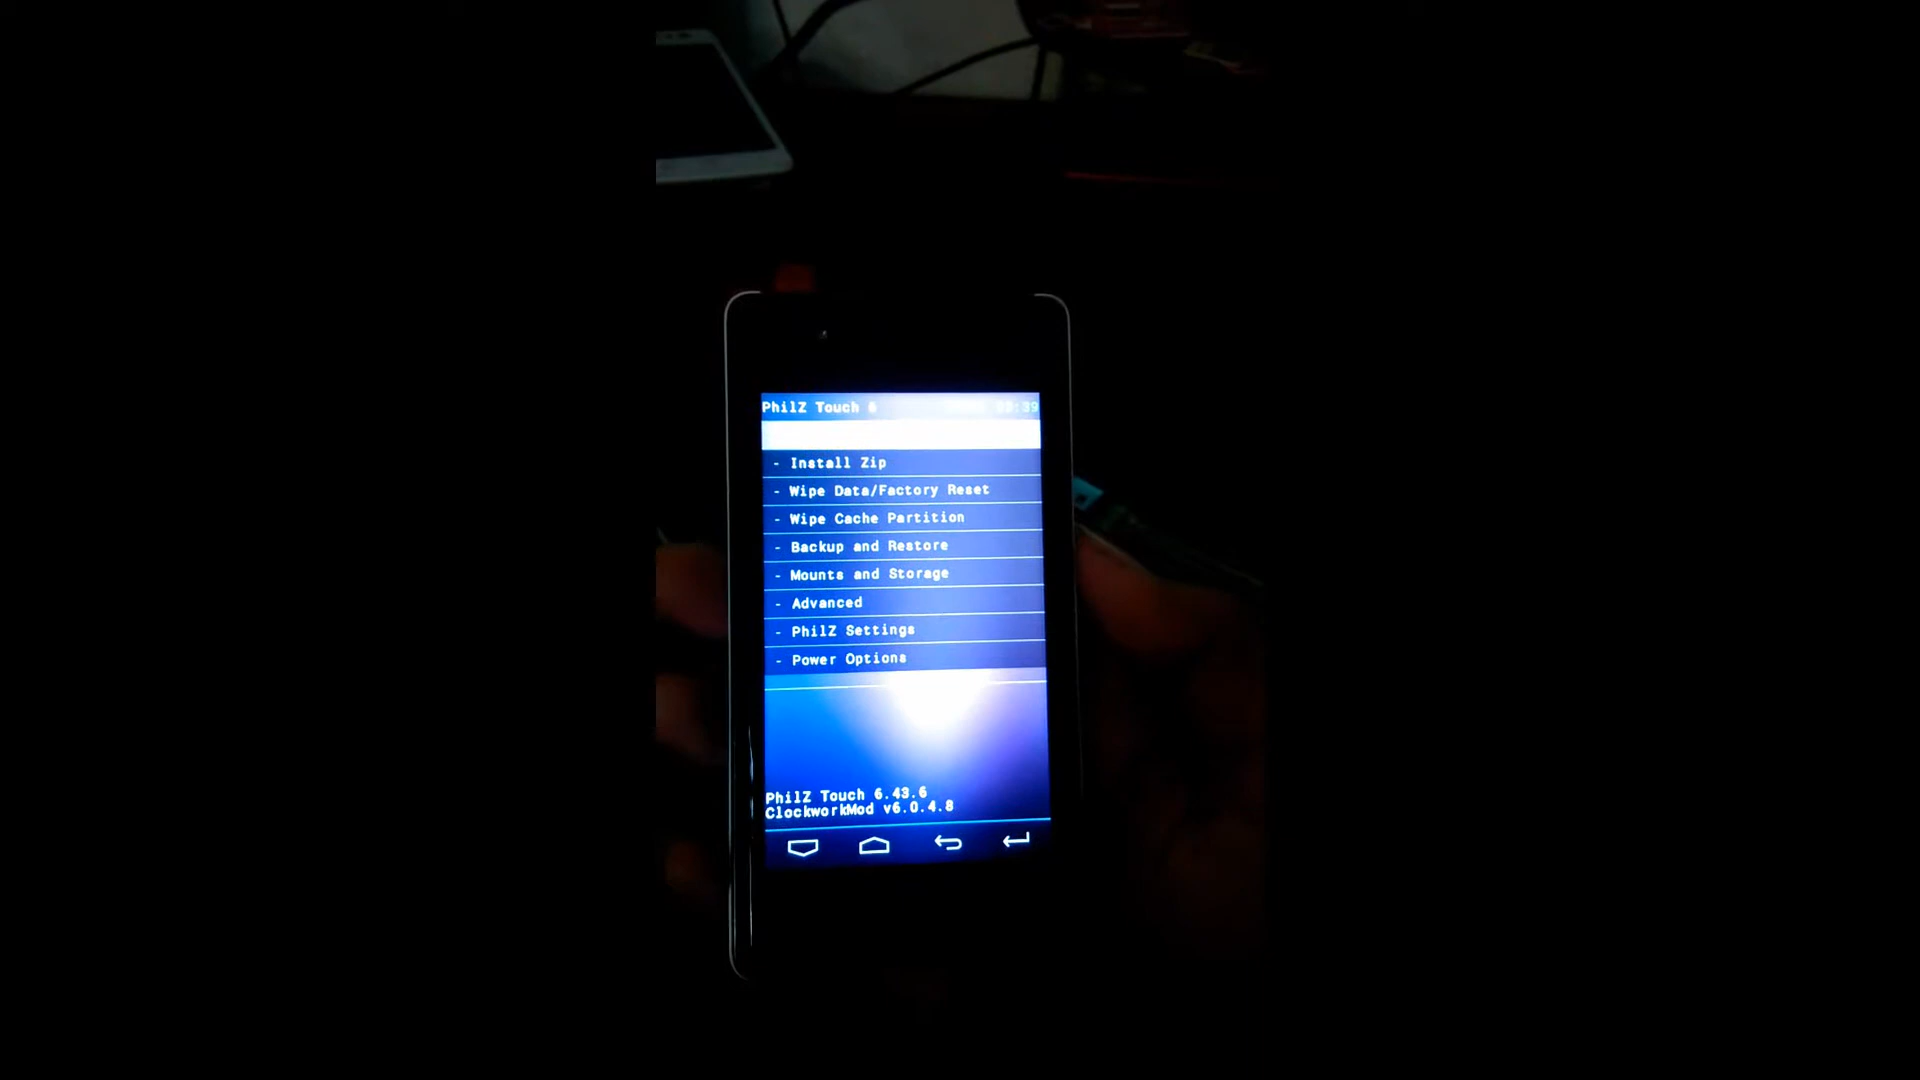 PhilZ Touch 6
- Install Zip
- Wipe Data/Factory Reset
- Wipe Cache Partition
- Backup and Restore
- Mounts and Storage
- Advanced
- PhilZ Settings
- Power Options
PhilZ Touch 6.43.6
ClockworkMod v6.0.4.8